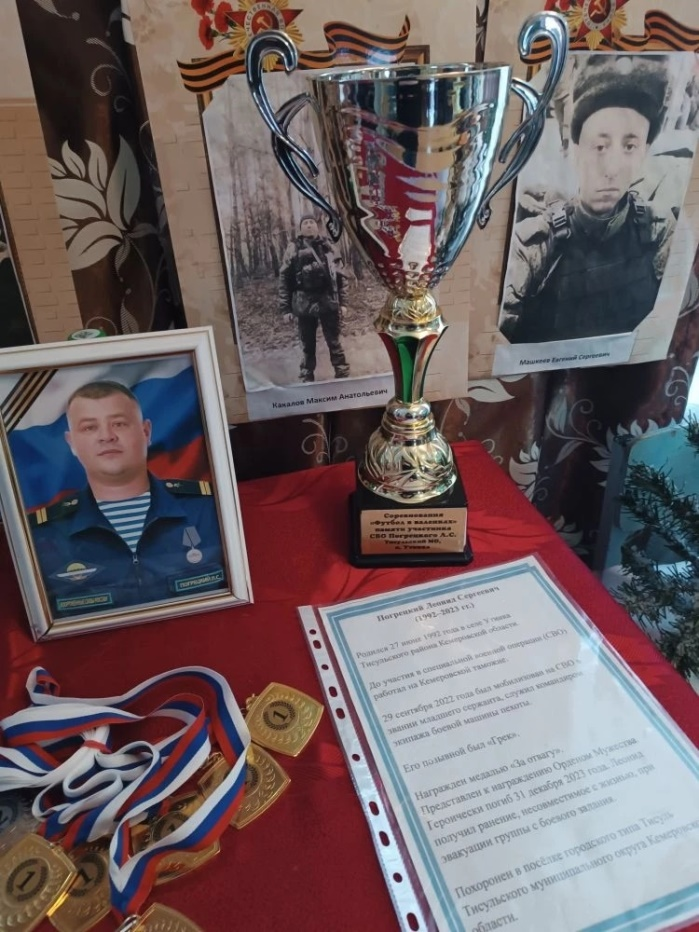 Какалов Максим Анатольевич
Машкеев Евгений Сергеевич
ПОГРЕЦКИЙ Л.С.
Соревнования
«Футбол в валенках»
памяти участника
СВО Погрецкого Л.С.
Тисульский МО,
Погрецкий Леонид Сергеевич
(1992-2023 гг.)
Родился 27 июня 1992 года в селе Утинка
Тисульского района Кемеровской области.
До участия в специальной военной операции (СВО)
работал на Кемеровской таможне.
29 сентября 2022 года был мобилизован на СВО в
звании младшего сержанта, служил командиром
экипажа боевой машины пехоты.
Его позывной был «Грек».
Награжден медалью «За отвагу».
Представлен к награждению Орденом Мужества.
Героически погиб 31 декабря 2023 года. Леонид
получил ранение, несовместимое с жизнью, при
эвакуации группы с боевого задания.
Похоронен в посёлке городского типа Тисуль
Тисульского муниципального округа Кемеровской
области.
1
1
1